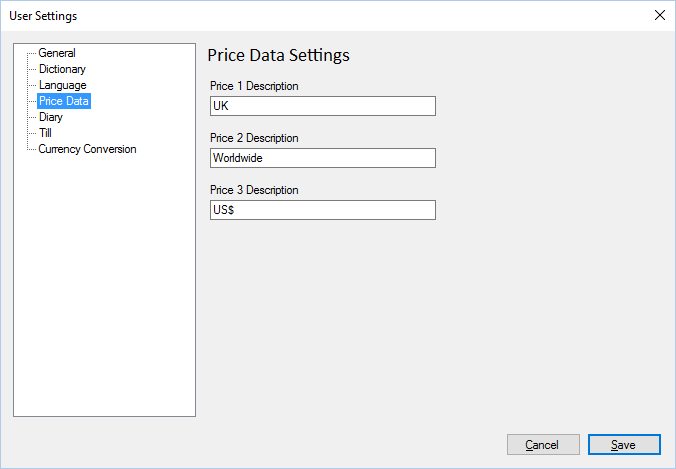 User Settings
General
Dictionary
Language
Price Data
Diary
Till
Currency Conversion
Price Data Settings
Price 1 Description
UK
Price 2 Description
Worldwide
Price 3 Description
US$
Cancel
Save